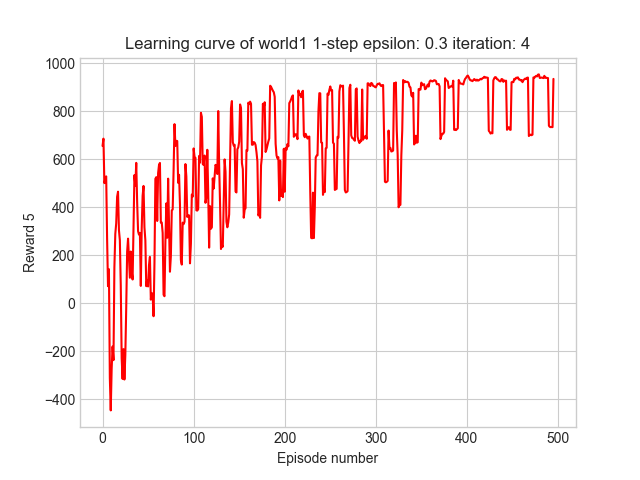 Learning curve of world1 1-step epsilon: 0.3 iteration: 4
1000
800
600
400
200
0
−200
−400
Reward 5
0 100 200 300 400 500
Episode number